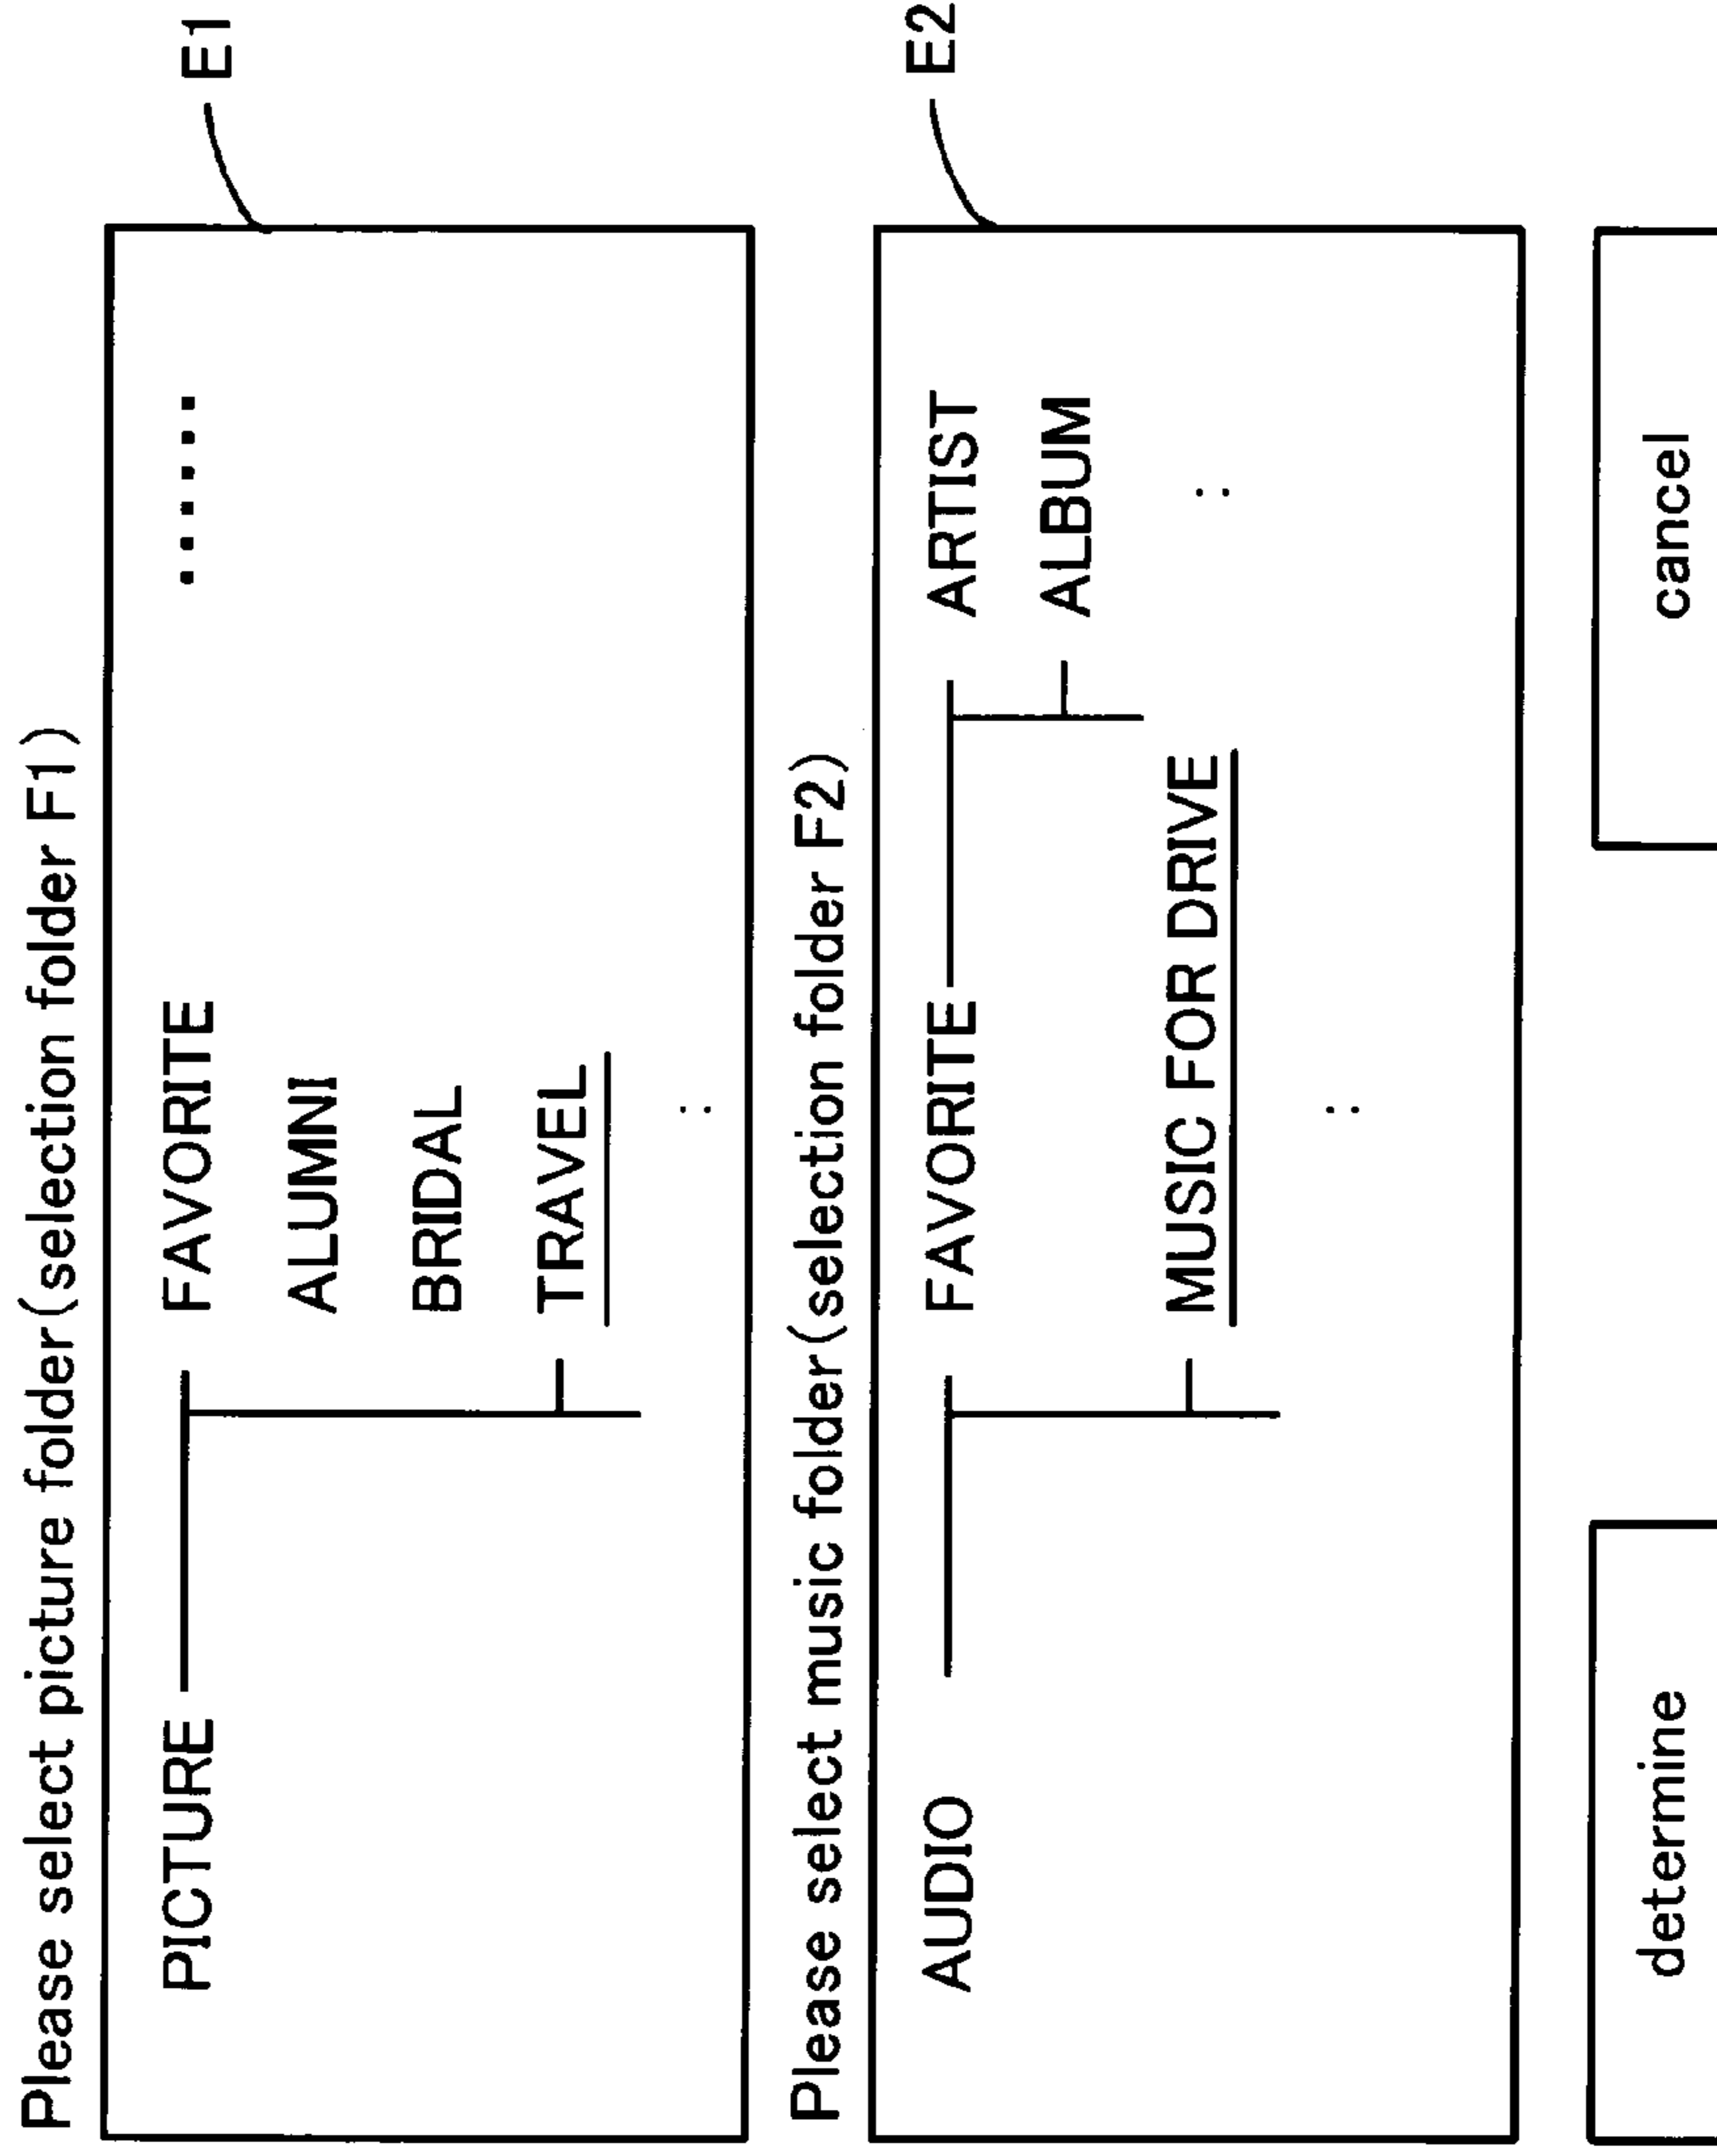 Please select picture folder(selection folder F1)
E1
PICTURE FAVORITE ......
ALUMNI
BRIDAL
TRAVEL
:
Please select music folder(selection folder F2)
E2
AUDIO FAVORITE ARTIST
ALBUM
MUSIC FOR DRIVE :
:
determine cancel